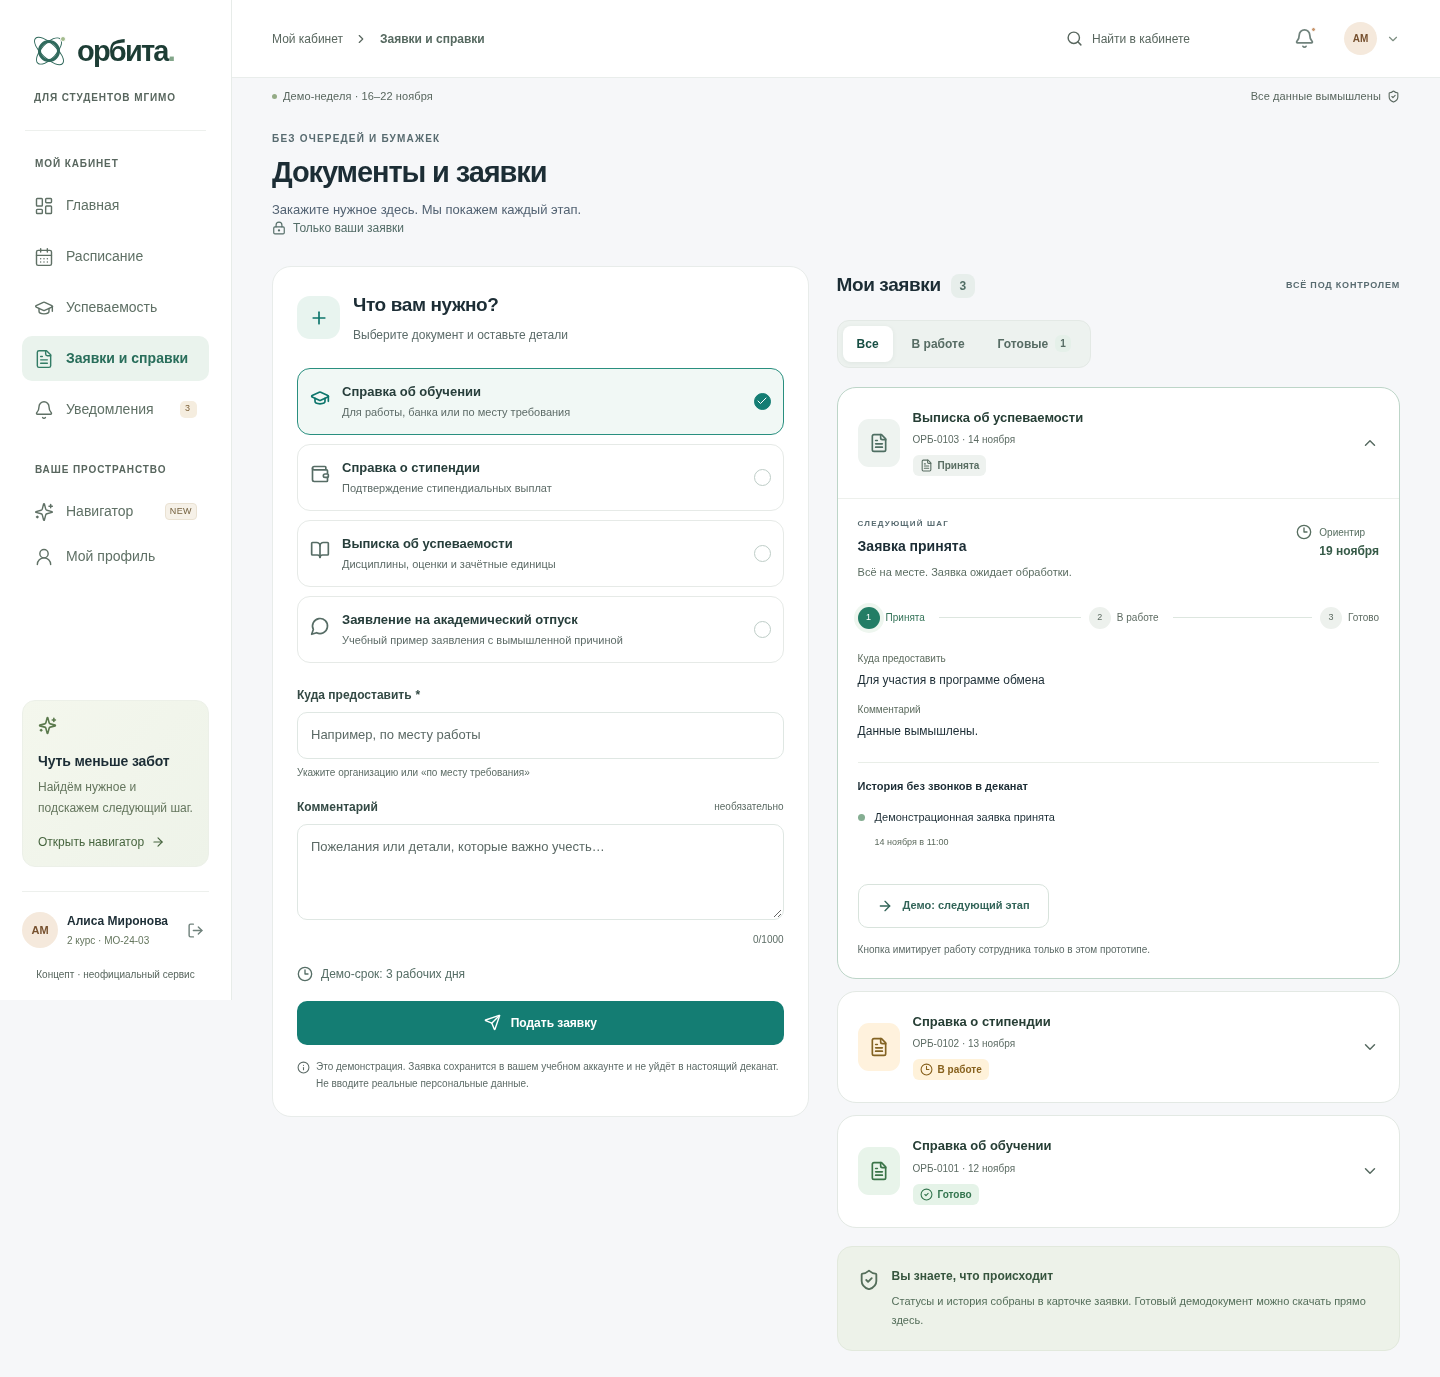 орбита.
ДЛЯ СТУДЕНТОВ МГИМО
МОЙ КАБИНЕТ
Главная
Расписание
Успеваемость
Заявки и справки
Уведомления 3
ВАШЕ ПРОСТРАНСТВО
Навигатор NEW
Мой профиль
Чуть меньше забот
Найдём нужное и
подскажем следующий шаг.
Открыть навигатор
АМ
Алиса Миронова
2 курс · МО-24-03
Концепт · неофициальный сервис
Мой кабинет
Заявки и справки
Найти в кабинете
АМ
Демо-неделя · 16–22 ноября
Все данные вымышлены
БЕЗ ОЧЕРЕДЕЙ И БУМАЖЕК
Документы и заявки
Закажите нужное здесь. Мы покажем каждый этап.
Только ваши заявки
Что вам нужно?
Выберите документ и оставьте детали
Справка об обучении
Для работы, банка или по месту требования
Справка о стипендии
Подтверждение стипендиальных выплат
Выписка об успеваемости
Дисциплины, оценки и зачётные единицы
Заявление на академический отпуск
Учебный пример заявления с вымышленной причиной
Куда предоставить *
Например, по месту работы
Укажите организацию или «по месту требования»
Комментарий
необязательно
Пожелания или детали, которые важно учесть…
0/1000
Демо-срок: 3 рабочих дня
Подать заявку
Это демонстрация. Заявка сохранится в вашем учебном аккаунте и не уйдёт в настоящий деканат.
Не вводите реальные персональные данные.
Мои заявки 3
ВСЁ ПОД КОНТРОЛЕМ
Все
В работе
Готовые 1
Выписка об успеваемости
ОРБ-0103 · 14 ноября
Принята
СЛЕДУЮЩИЙ ШАГ
Заявка принята
Всё на месте. Заявка ожидает обработки.
Ориентир
19 ноября
1 Принята
2 В работе
3 Готово
Куда предоставить
Для участия в программе обмена
Комментарий
Данные вымышлены.
История без звонков в деканат
Демонстрационная заявка принята
14 ноября в 11:00
Демо: следующий этап
Кнопка имитирует работу сотрудника только в этом прототипе.
Справка о стипендии
ОРБ-0102 · 13 ноября
В работе
Справка об обучении
ОРБ-0101 · 12 ноября
Готово
Вы знаете, что происходит
Статусы и история собраны в карточке заявки. Готовый демодокумент можно скачать прямо
здесь.